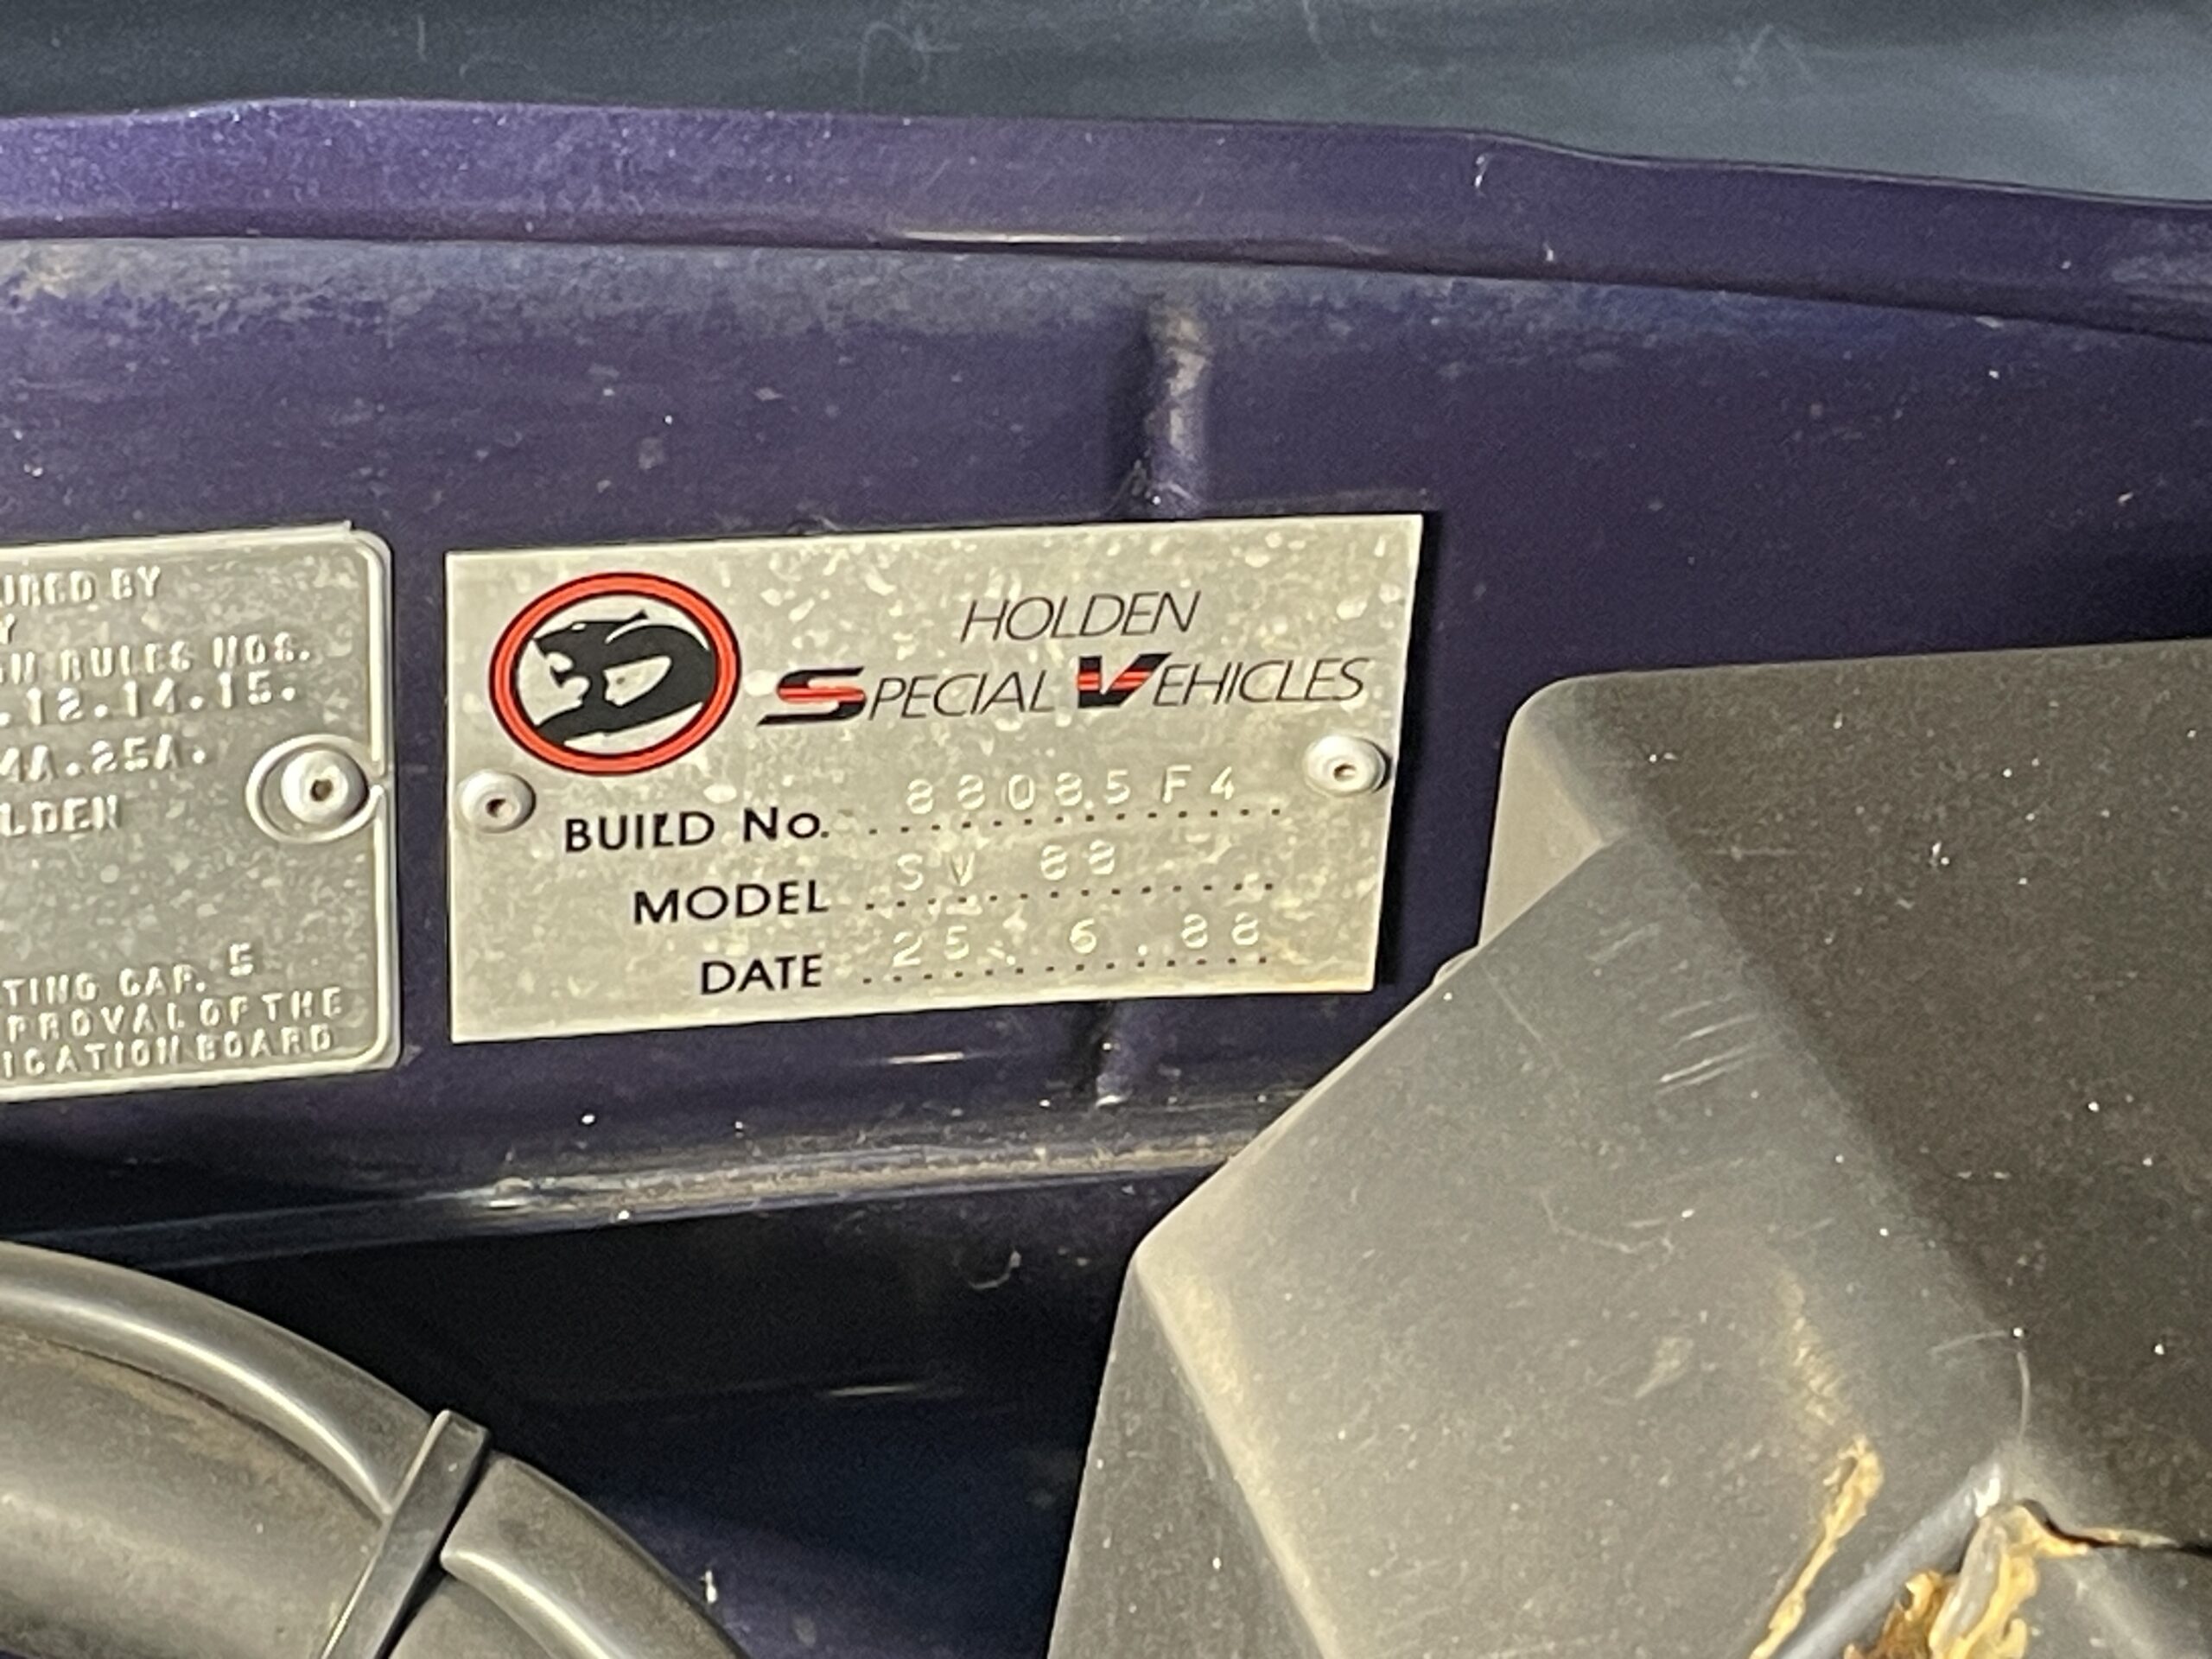 URED BY
Y
ON RULES NOS.
.12.14.15.
4A.25A.
LDEN
TING CAP. 5
PROVAL OF THE
ICATION BOARD
HOLDEN
SPECIAL VEHICLES
BUILD No. 88085F4
MODEL SV 88
DATE 25. 6 .88